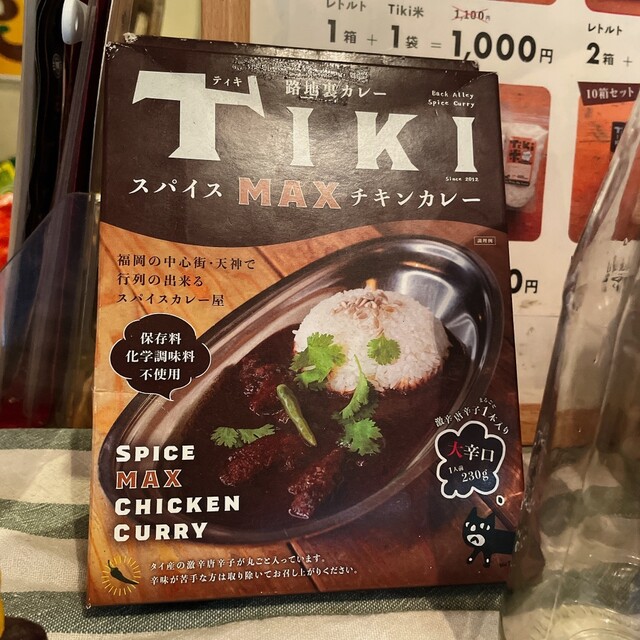 レトルト Tiki米 1,100円
1箱 + 1袋 = 1,000円
レトルト
2箱 +
10箱セット
ティキ
路地裏カレー
Back Alley
Spice Curry
TIKI
Since 2012
スパイス MAX チキンカレー
調理例
福岡の中心街・天神で
行列の出来る
スパイスカレー屋
保存料
化学調味料
不使用
まるごと
激辛唐辛子1本入り
大辛口
1人前
230g
SPICE
MAX
CHICKEN
CURRY
タイ産の激辛唐辛子が丸ごと入っています。
辛味が苦手な方は取り除いてお召し上がりください。
0円